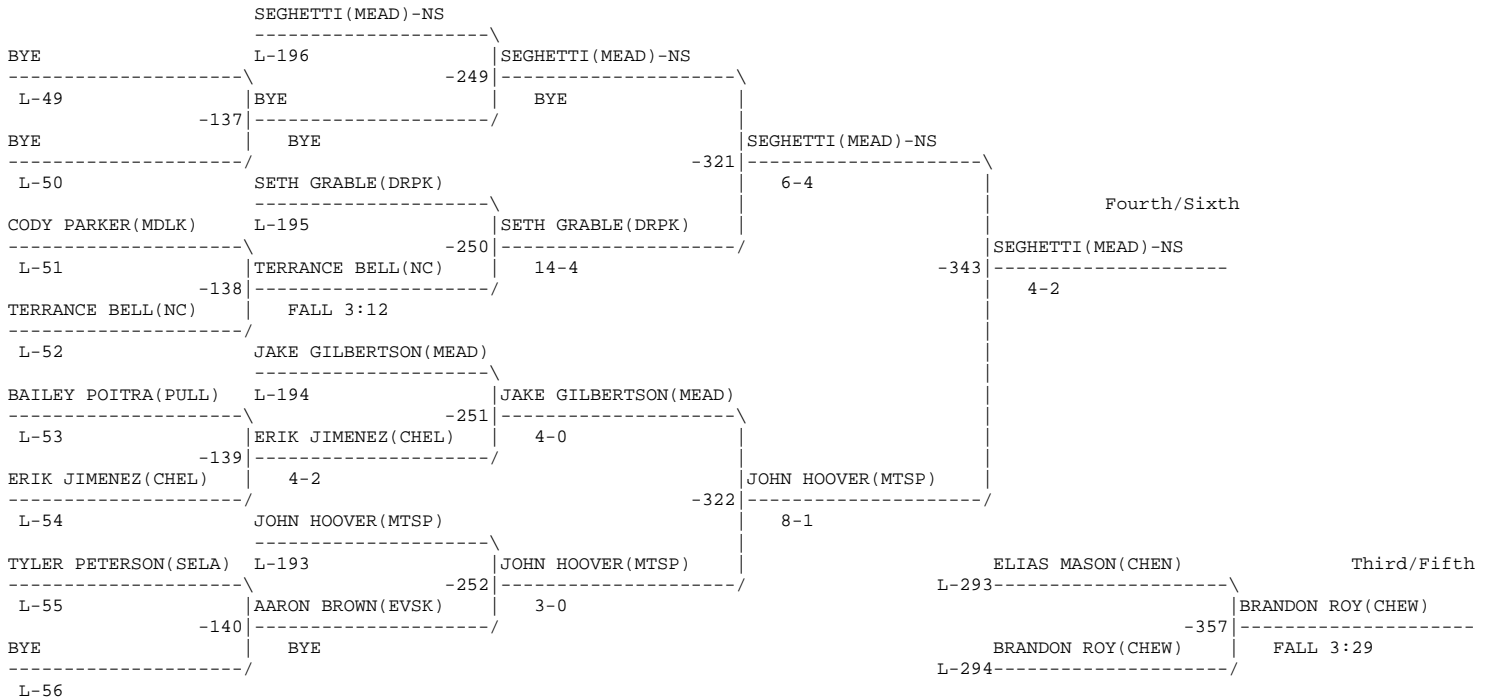 SEGHETTI(MEAD)-NS
BYE L-196 SEGHETTI(MEAD)-NS
-249
L-49 BYE BYE
-137
BYE BYE SEGHETTI(MEAD)-NS
-321
L-50 SETH GRABLE(DRPK) 6-4
Fourth/Sixth
CODY PARKER(MDLK) L-195 SETH GRABLE(DRPK)
-250 SEGHETTI(MEAD)-NS
L-51 TERRANCE BELL(NC) 14-4 -343
-138 4-2
TERRANCE BELL(NC) FALL 3:12
L-52 JAKE GILBERTSON(MEAD)
BAILEY POITRA(PULL) L-194 JAKE GILBERTSON(MEAD)
-251
L-53 ERIK JIMENEZ(CHEL) 4-0
-139
ERIK JIMENEZ(CHEL) 4-2 JOHN HOOVER(MTSP)
-322
L-54 JOHN HOOVER(MTSP) 8-1
TYLER PETERSON(SELA) L-193 JOHN HOOVER(MTSP) ELIAS MASON(CHEN) Third/Fifth
-252 L-293
L-55 AARON BROWN(EVSK) 3-0 BRANDON ROY(CHEW)
-140 -357
BYE BYE BRANDON ROY(CHEW) FALL 3:29
L-294
L-56